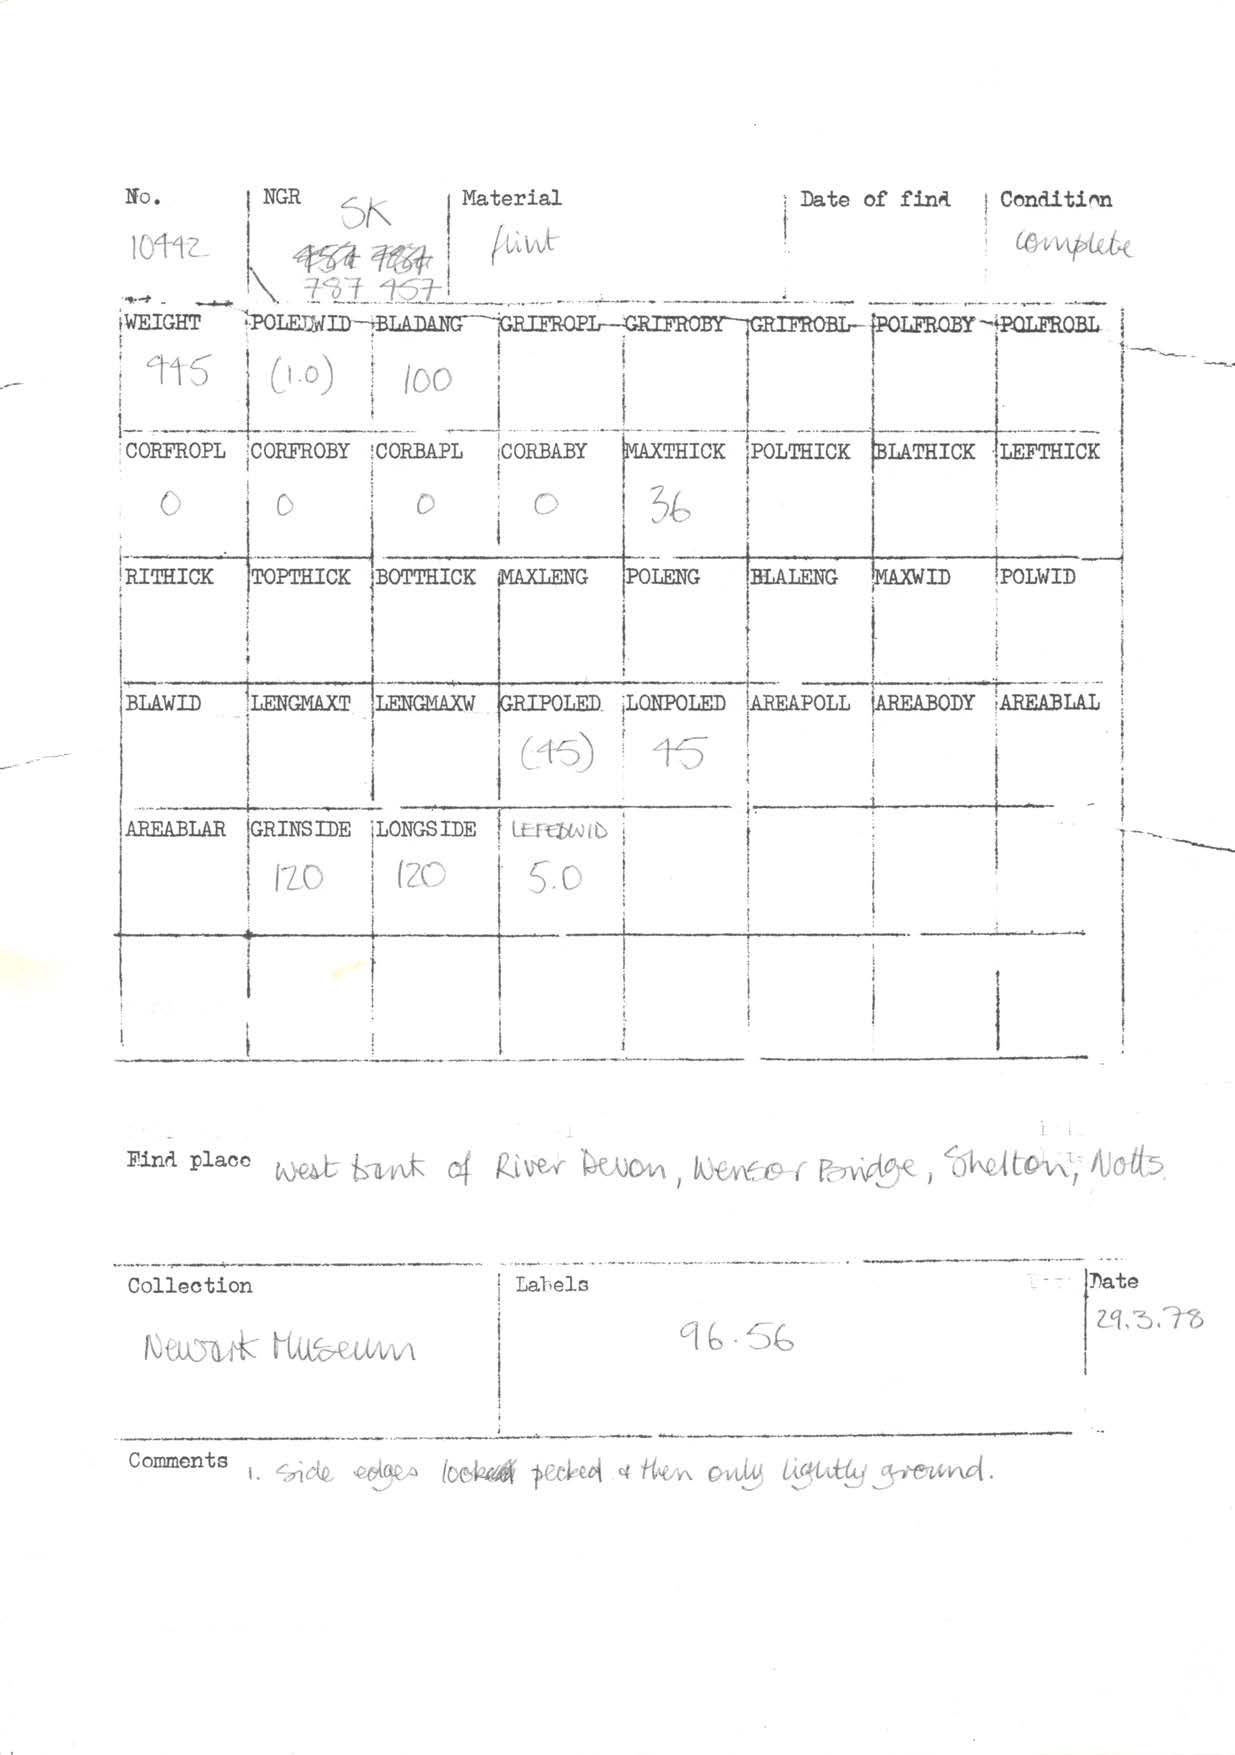 No. NGR SK Material Date of find Condition
10442 flint complete
787 457
WEIGHT POLEDWID BLADANG GRIFROPL GRIFROBY GRIFROBL POLFROBY POLFROBL
445 (1.0) 100
CORFROPL CORFROBY CORBAPL CORBABY MAXTHICK POLTHICK BLATHICK LEFTHICK
0 0 0 0 36
RITHICK TOPTHICK BOTTHICK MAXLENG POLENG BLALENG MAXWID POLWID
BLAWID LENGMAXT LENGMAXW GRIPOLED LONPOLED AREAPOLL AREABODY AREABLAL
(45) 45
AREABLAR GRINSIDE LONGSIDE LEFEDWID
120 120 5.0
Find place West bank of River Devon, Wensor Bridge, Shelton, Notts.
Collection Labels Date
Newark Museum 96.56 29.3.78
Comments 1. Side edges look pecked & then only lightly ground.